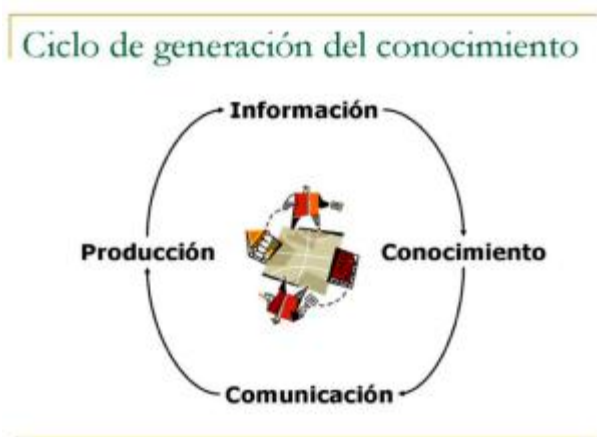 Ciclo de generación del conocimiento
Información
Producción
Conocimiento
Comunicación